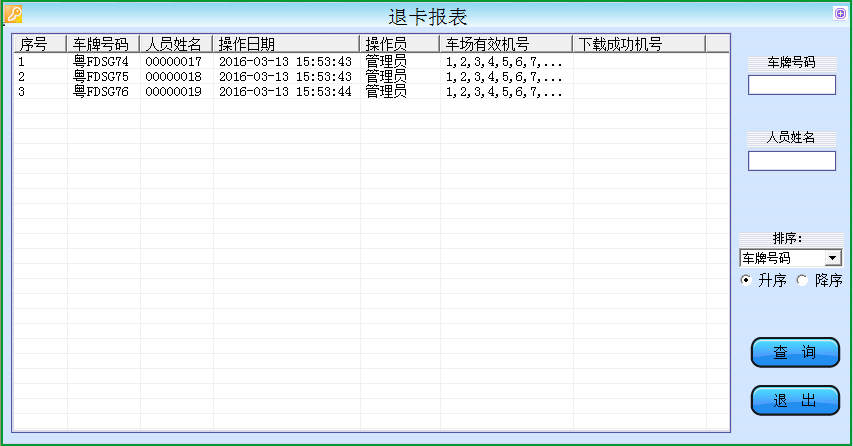 退卡报表
序号 车牌号码 人员姓名 操作日期 操作员 车场有效机号 下载成功机号
1 粤FDSG74 00000017 2016-03-13 15:53:43 管理员 1,2,3,4,5,6,7,...
2 粤FDSG75 00000018 2016-03-13 15:53:43 管理员 1,2,3,4,5,6,7,...
3 粤FDSG76 00000019 2016-03-13 15:53:44 管理员 1,2,3,4,5,6,7,...
车牌号码
人员姓名
排序：
车牌号码
升序 降序
查 询
退 出